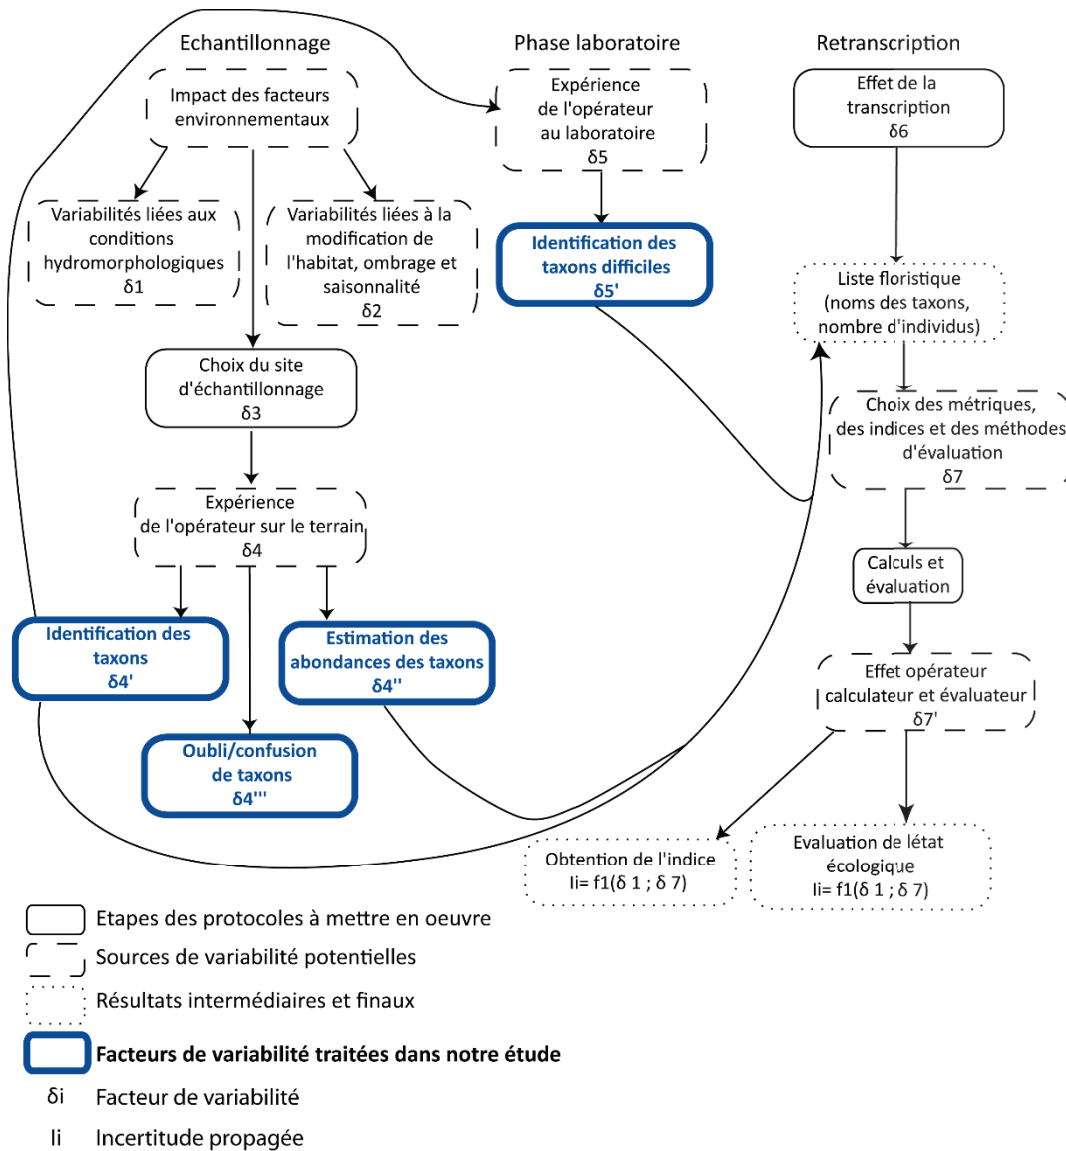 Echantillonnage
Impact des facteurs
environnementaux
Variabilités liées aux
conditions
hydromorphologiques
δ1
Variabilités liées à la
modification de
l'habitat, ombrage et
saisonnalité
δ2
Choix du site
d'échantillonnage
δ3
Expérience
de l'opérateur sur le terrain
δ4
Identification des
taxons
δ4'
Estimation des
abondances des taxons
δ4''
Oubli/confusion
de taxons
δ4'''
Phase laboratoire
Expérience
de l'opérateur
au laboratoire
δ5
Identification des
taxons difficiles
δ5'
Retranscription
Effet de la
transcription
δ6
Liste floristique
(noms des taxons,
nombre d'individus)
Choix des métriques,
des indices et des méthodes
d'évaluation
δ7
Calculs et
évaluation
Effet opérateur
calculateur et évaluateur
δ7'
Obtention de l'indice
Ii= f1(δ 1 ; δ 7)
Evaluation de létat
écologique
Ii= f1(δ 1 ; δ 7)
Etapes des protocoles à mettre en oeuvre
Sources de variabilité potentielles
Résultats intermédiaires et finaux
Facteurs de variabilité traitées dans notre étude
δi Facteur de variabilité
Ii Incertitude propagée